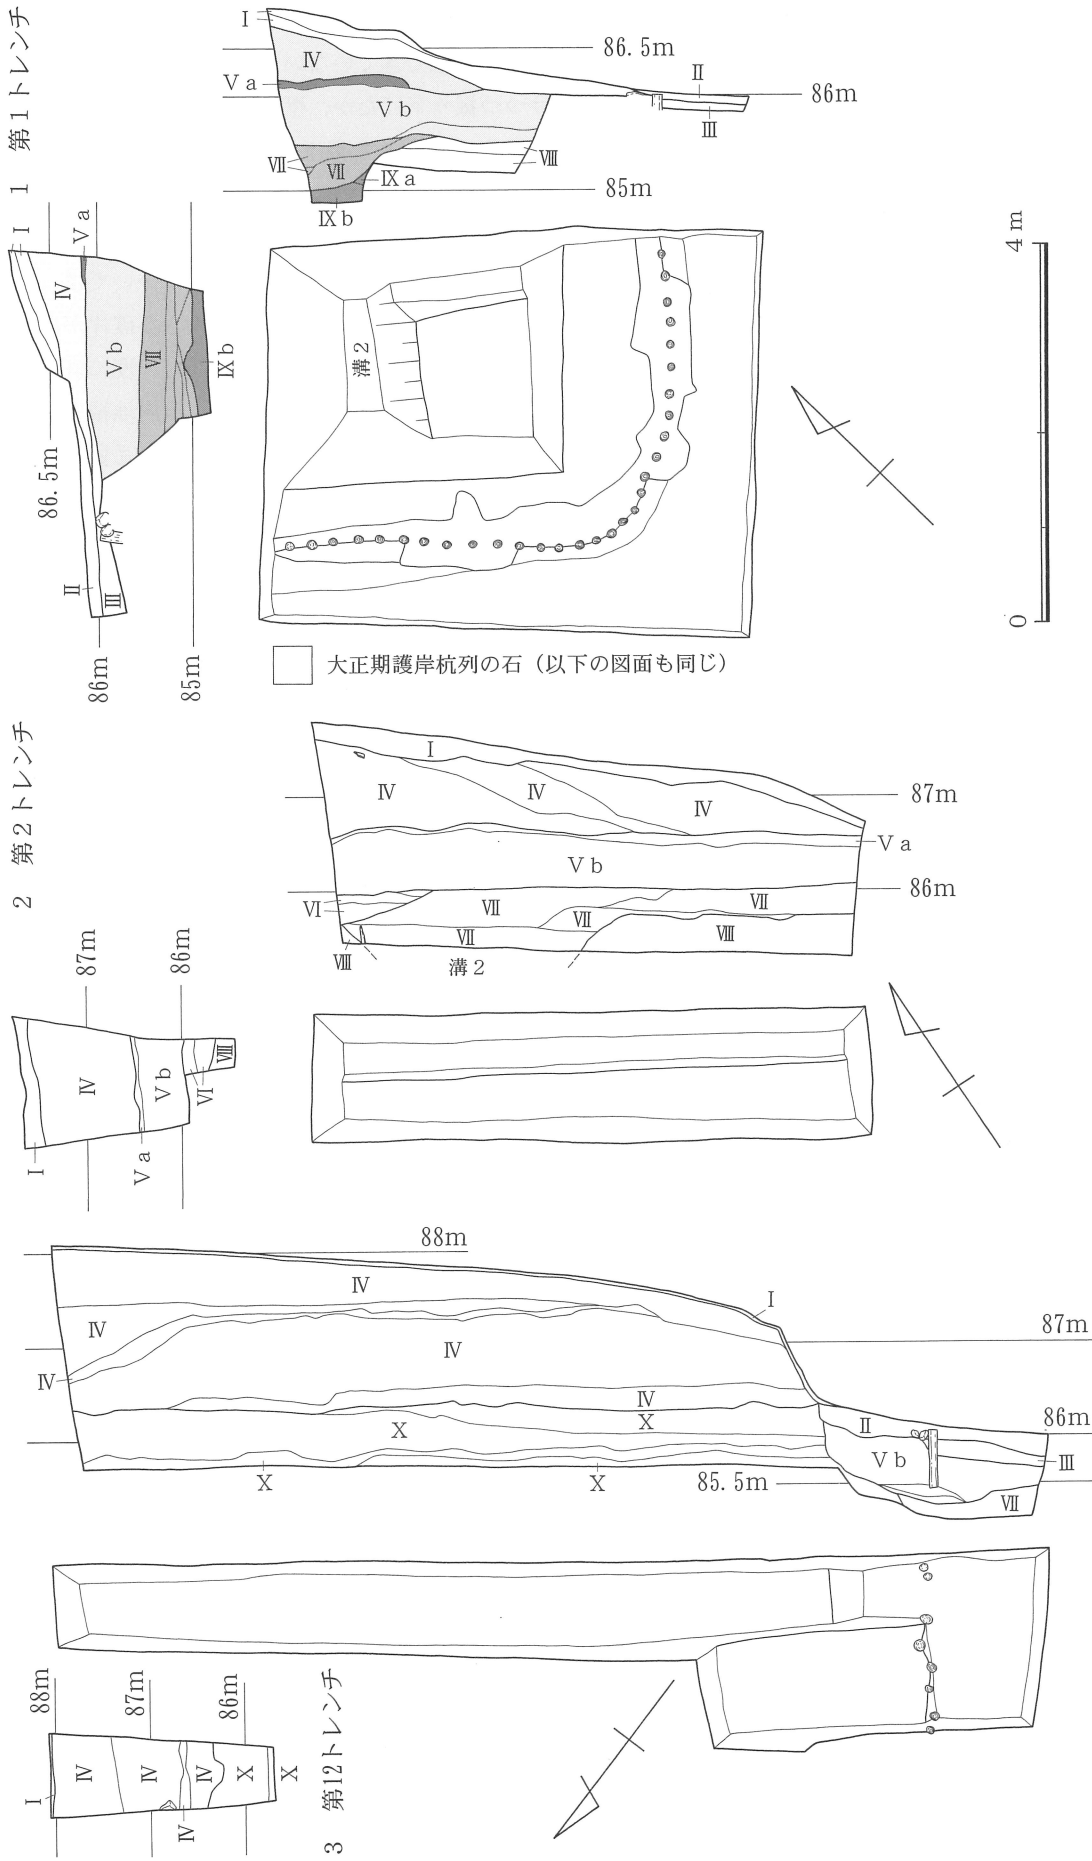 1 第1トレンチ
I
IV
Ⅴa
Ⅴb
Ⅶ
Ⅶ
Ⅷ
Ⅸa
Ⅸb
Ⅱ
Ⅲ
86.5m
86m
85m
I
Ⅴa
Ⅳ
Ⅴb
Ⅶ
Ⅸb
86.5m
Ⅱ
Ⅲ
86m
85m
溝2
4m
0
大正期護岸杭列の石（以下の図面も同じ）
2 第2トレンチ
I
Ⅳ
Ⅳ
Ⅳ
87m
Ⅴa
Ⅴb
86m
Ⅵ
Ⅶ
Ⅶ
Ⅶ
Ⅶ
Ⅷ
Ⅷ
溝2
87m
86m
Ⅳ
Ⅴb
Ⅵ
Ⅷ
I
Ⅴa
88m
Ⅳ
I
87m
Ⅳ
Ⅳ
Ⅳ
Ⅳ
X
X
Ⅱ
86m
Ⅴb
Ⅲ
X
X
85.5m
Ⅶ
88m
87m
86m
I
Ⅳ
Ⅳ
Ⅳ
Ⅳ
X
X
3 第12トレンチ